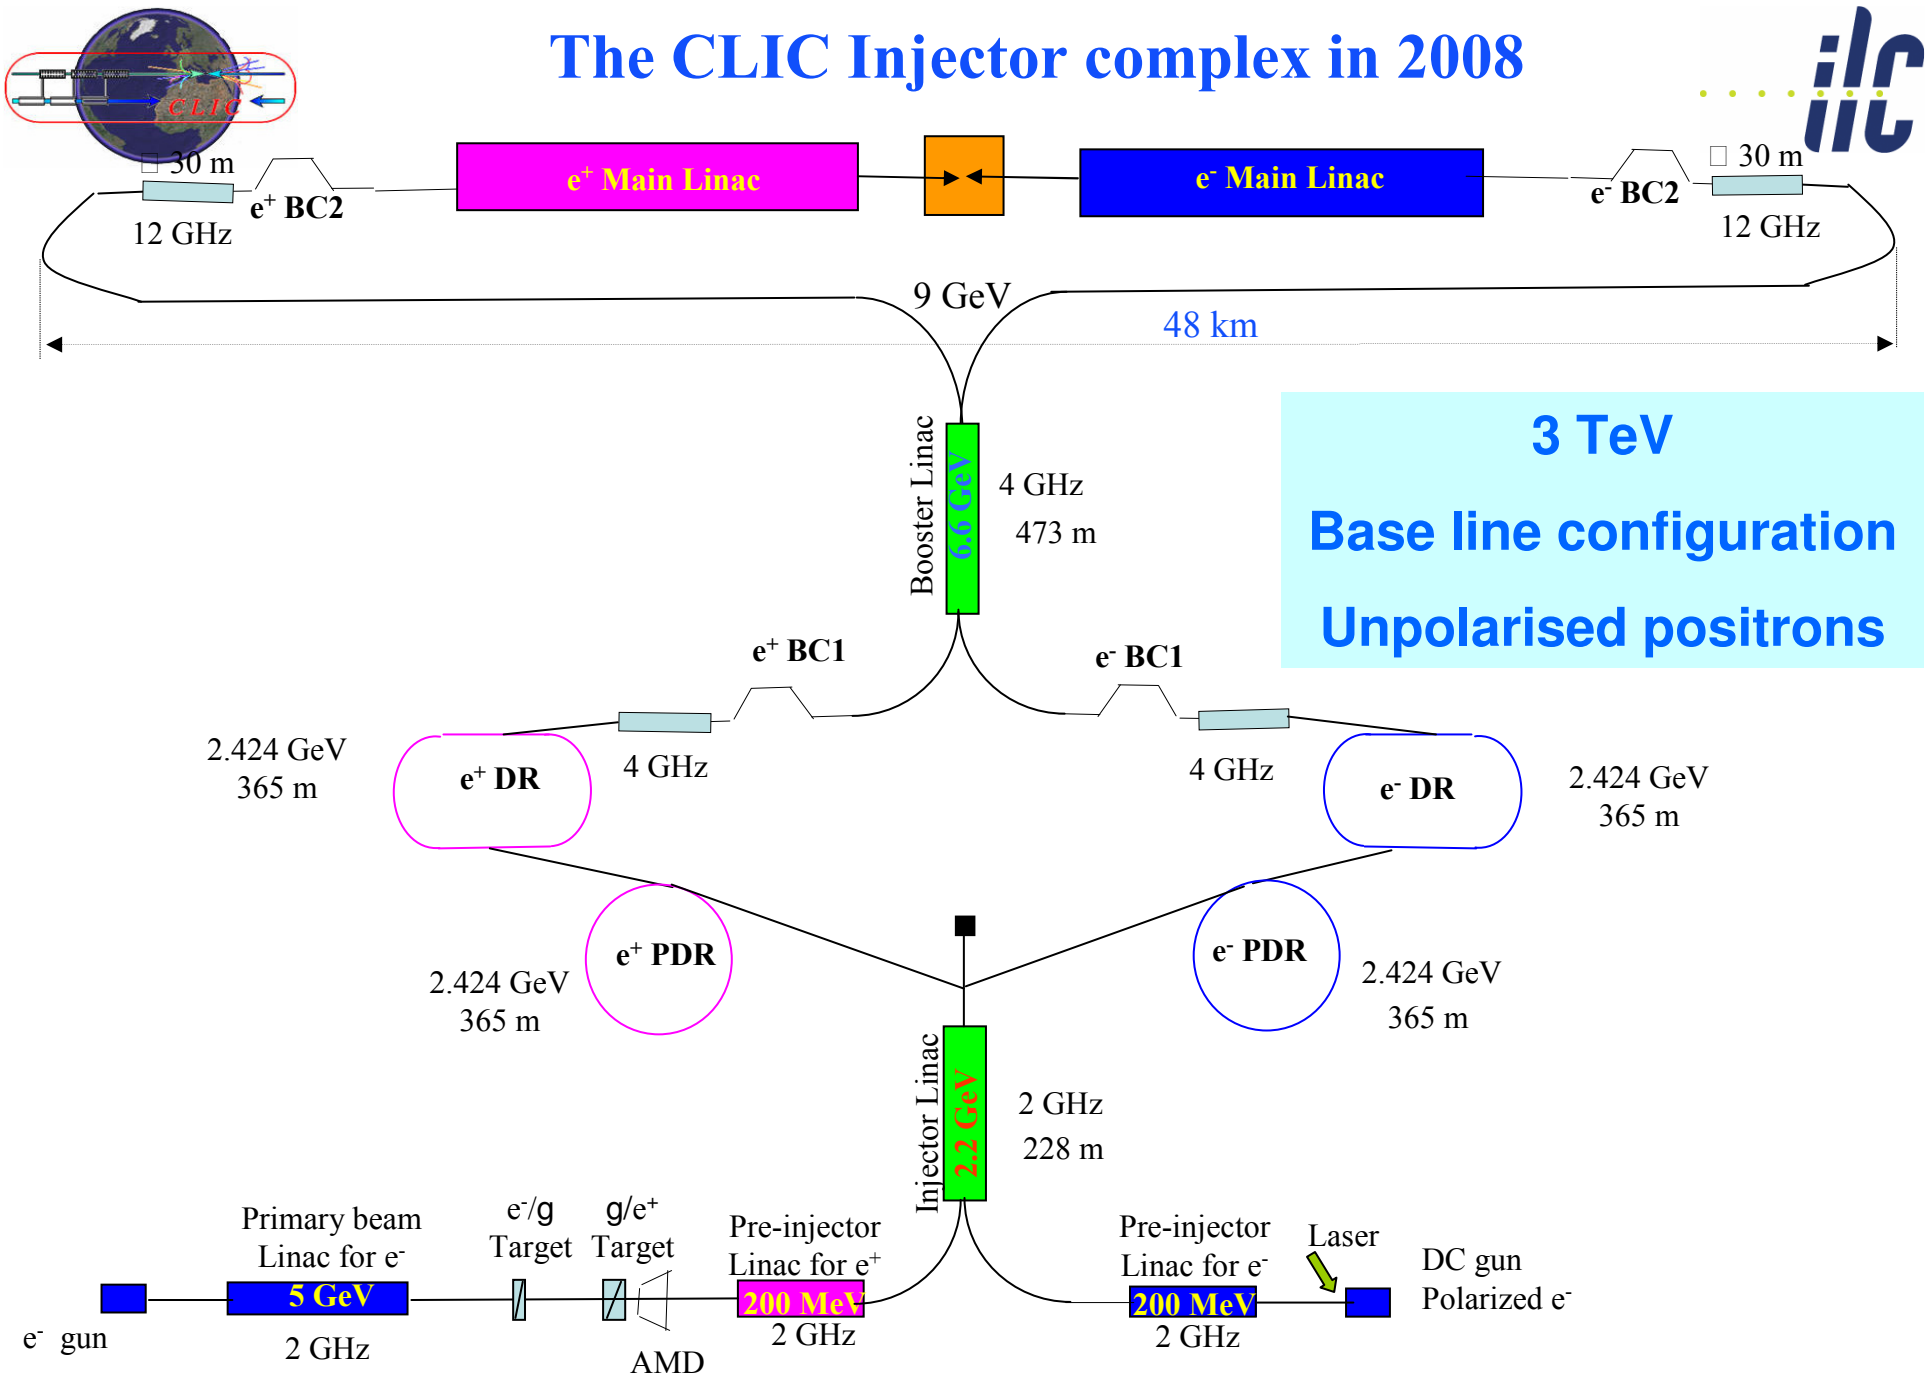 The CLIC Injector complex in 2008
CLIC
ilc
□ 30 m
e⁺ Main Linac
e⁻ Main Linac
□ 30 m
e⁺ BC2
e⁻ BC2
12 GHz
12 GHz
9 GeV
48 km
3 TeV
Base line configuration
Unpolarised positrons
Booster Linac
6.6 GeV
4 GHz
473 m
e⁺ BC1
e⁻ BC1
2.424 GeV
365 m
e⁺ DR
4 GHz
4 GHz
e⁻ DR
2.424 GeV
365 m
e⁺ PDR
2.424 GeV
365 m
e⁻ PDR
2.424 GeV
365 m
Injector Linac
2.2 GeV
2 GHz
228 m
Primary beam
Linac for e⁻
5 GeV
2 GHz
e⁻ gun
e⁻/g
Target
g/e⁺
Target
AMD
Pre-injector
Linac for e⁺
200 MeV
2 GHz
Pre-injector
Linac for e⁻
200 MeV
2 GHz
Laser
DC gun
Polarized e⁻